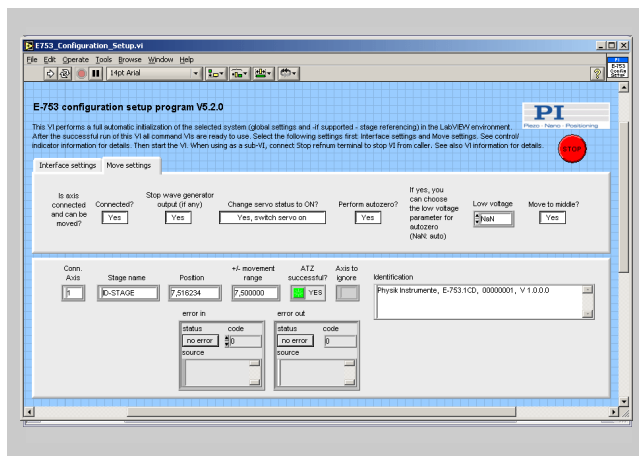 E753_Configuration_Setup.vi
File Edit Operate Tools Browse Window Help
14pt Arial
PI
E-753
Config
Setup
E-753 configuration setup program V5.2.0
PI
Piezo · Nano · Positioning
This VI performs a full automatic initialization of the selected system (global settings and -if supported - stage referencing) in the LabVIEW environment.
After the successful run of this VI all command VIs are ready to use. Select the following settings first: Interface settings and Move settings. See control/
indicator information for details. Then start the VI. When using as a sub-VI, connect Stop refnum terminal to stop VI from caller. See also VI information for details.
STOP
Interface settings Move settings
Is axis
connected
and can be
moved?
Connected?
Yes
Stop wave generator
output (if any)
Yes
Change servo status to ON?
Yes, switch servo on
Perform autozero?
Yes
If yes, you
can choose
the low voltage
parameter for
autozero
(NaN: auto)
Low voltage
NaN
Move to middle?
Yes
Conn.
Axis
1
Stage name
ID-STAGE
Position
7,516234
+/- movement
range
7,500000
ATZ
successful?
YES
Axis to
ignore
Identification
Physik Instrumente, E-753.1CD, 00000001, V 1.0.0.0
error in
status code
no error 0
source
error out
status code
no error 0
source